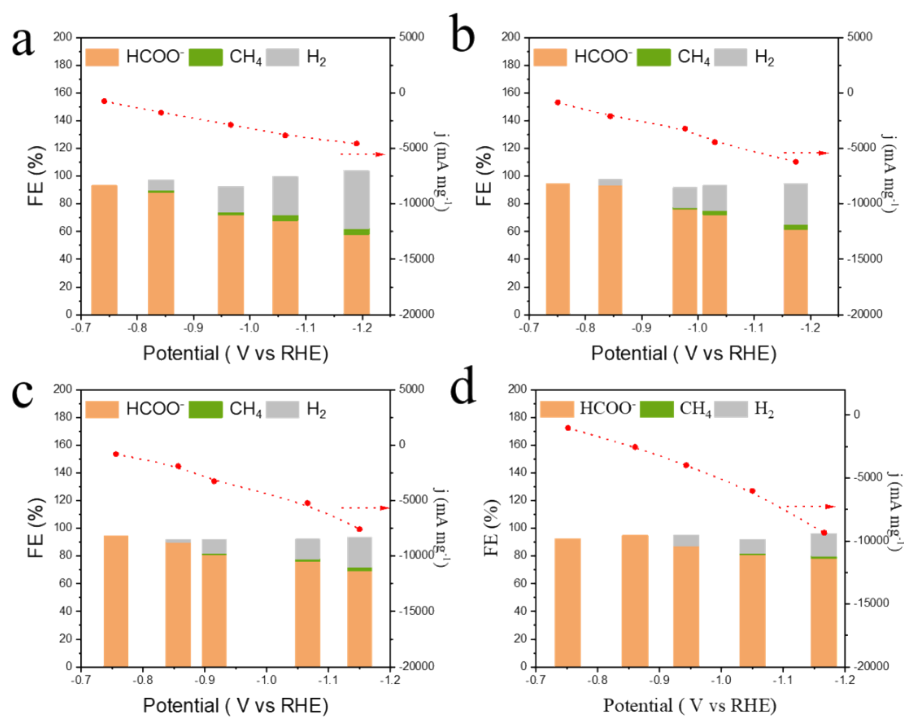 a
HCOO⁻ CH₄ H₂
FE (%)
200
180
160
140
120
100
80
60
40
20
0
5000
0
-5000
-10000
-15000
-20000
j (mA mg⁻¹)
-0.7 -0.8 -0.9 -1.0 -1.1 -1.2
Potential ( V vs RHE)
b
HCOO⁻ CH₄ H₂
FE (%)
200
180
160
140
120
100
80
60
40
20
0
5000
0
-5000
-10000
-15000
-20000
j (mA mg⁻¹)
-0.7 -0.8 -0.9 -1.0 -1.1 -1.2
Potential ( V vs RHE)
c
HCOO⁻ CH₄ H₂
FE (%)
200
180
160
140
120
100
80
60
40
20
0
5000
0
-5000
-10000
-15000
-20000
j (mA mg⁻¹)
-0.7 -0.8 -0.9 -1.0 -1.1 -1.2
Potential ( V vs RHE)
d
HCOO⁻ CH₄ H₂
FE (%)
200
180
160
140
120
100
80
60
40
20
0
0
-5000
-10000
-15000
-20000
j (mA mg⁻¹)
-0.7 -0.8 -0.9 -1.0 -1.1 -1.2
Potential ( V vs RHE)